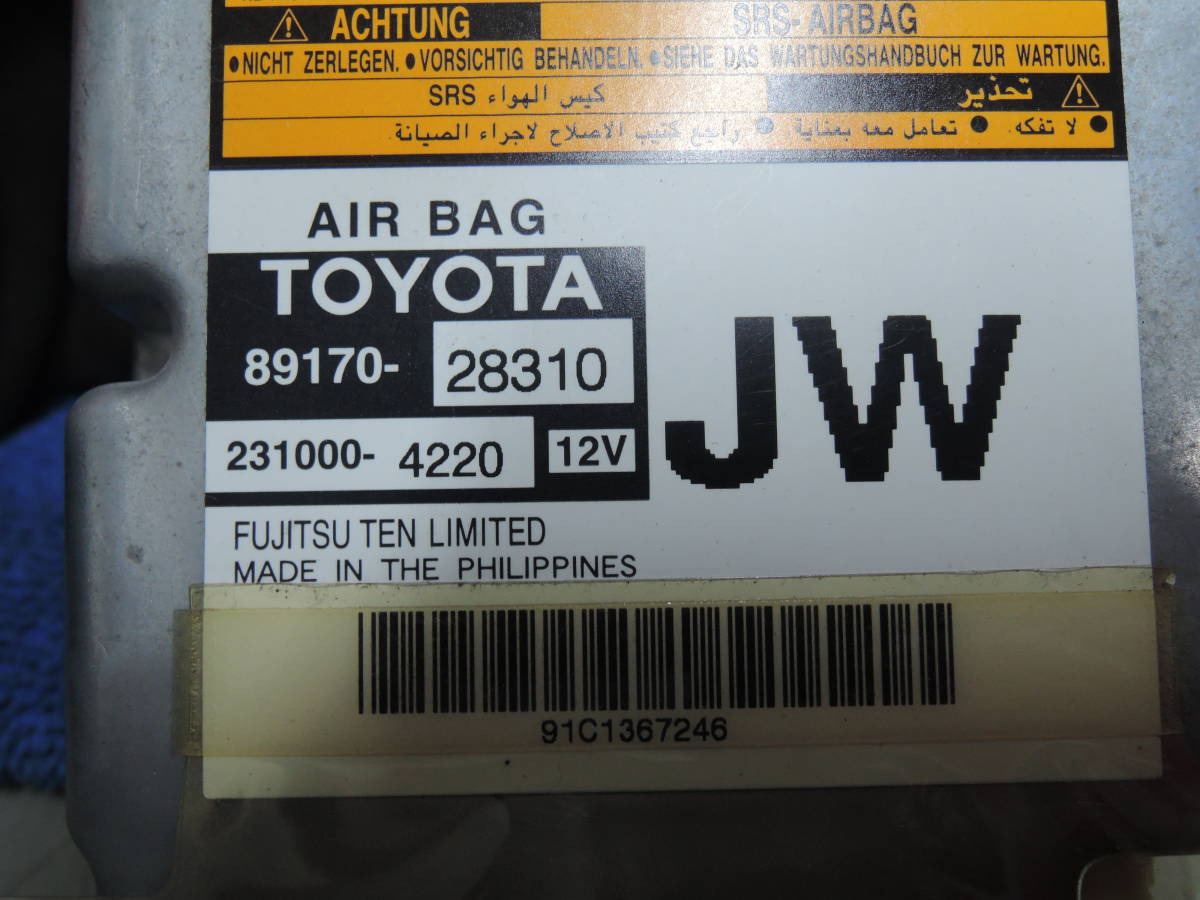 ACHTUNG SRS-AIRBAG
•NICHT ZERLEGEN. •VORSICHTIG BEHANDELN. •SIEHE DAS WARTUNGSHANDBUCH ZUR WARTUNG.
تحذير كيس الهواء SRS
• لا تفكه. • تعامل معه بعناية • راجع كتيب الاصلاح لاجراء الصيانة.
AIR BAG
TOYOTA
89170- 28310
231000- 4220 12V
JW
FUJITSU TEN LIMITED
MADE IN THE PHILIPPINES
91C1367246